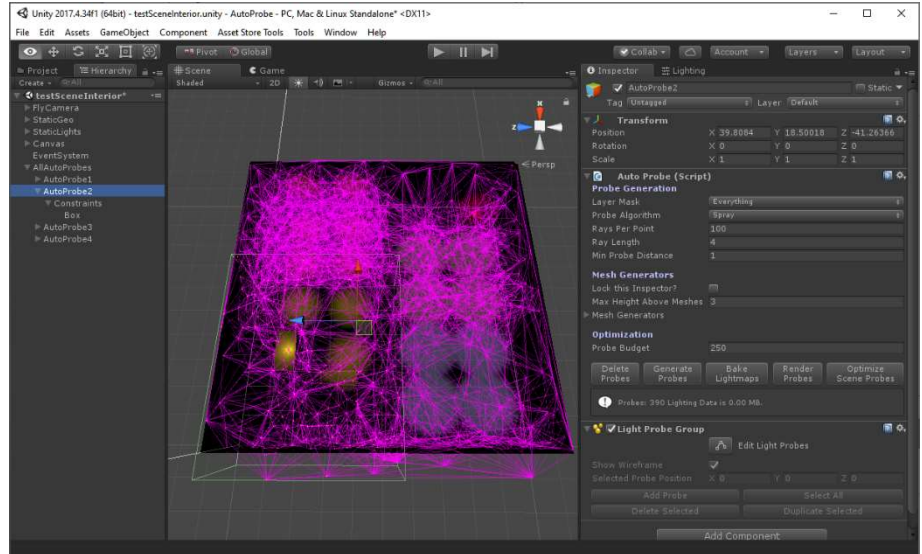 Unity 2017.4.34f1 (64bit) - testSceneInterior.unity - AutoProbe - PC, Mac & Linux Standalone* <DX11>
File Edit Assets GameObject Component Asset Store Tools Tools Window Help
Pivot Global Collab Account Layers Layout
Project Hierarchy
Create All
testSceneInterior*
FlyCamera
StaticGeo
StaticLights
Canvas
EventSystem
AllAutoProbes
AutoProbe1
AutoProbe2
Constraints
Box
AutoProbe3
AutoProbe4
Scene Game
Shaded 2D Gizmos All
x
z
Persp
Inspector Lighting
AutoProbe2 Static
Tag Untagged Layer Default
Transform
Position X 39.8084 Y 18.50018 Z -41.26366
Rotation X 0 Y 0 Z 0
Scale X 1 Y 1 Z 1
Auto Probe (Script)
Probe Generation
Layer Mask Everything
Probe Algorithm Spray
Rays Per Point 100
Ray Length 4
Min Probe Distance 1
Mesh Generators
Lock this Inspector?
Max Height Above Meshes 3
Mesh Generators
Optimization
Probe Budget 250
Delete Probes
Generate Probes
Bake Lightmaps
Render Probes
Optimize Scene Probes
Probes: 390 Lighting Data is 0.00 MB.
Light Probe Group
Edit Light Probes
Show Wireframe
Selected Probe Position X 0 Y 0 Z 0
Add Probe Select All
Delete Selected Duplicate Selected
Add Component